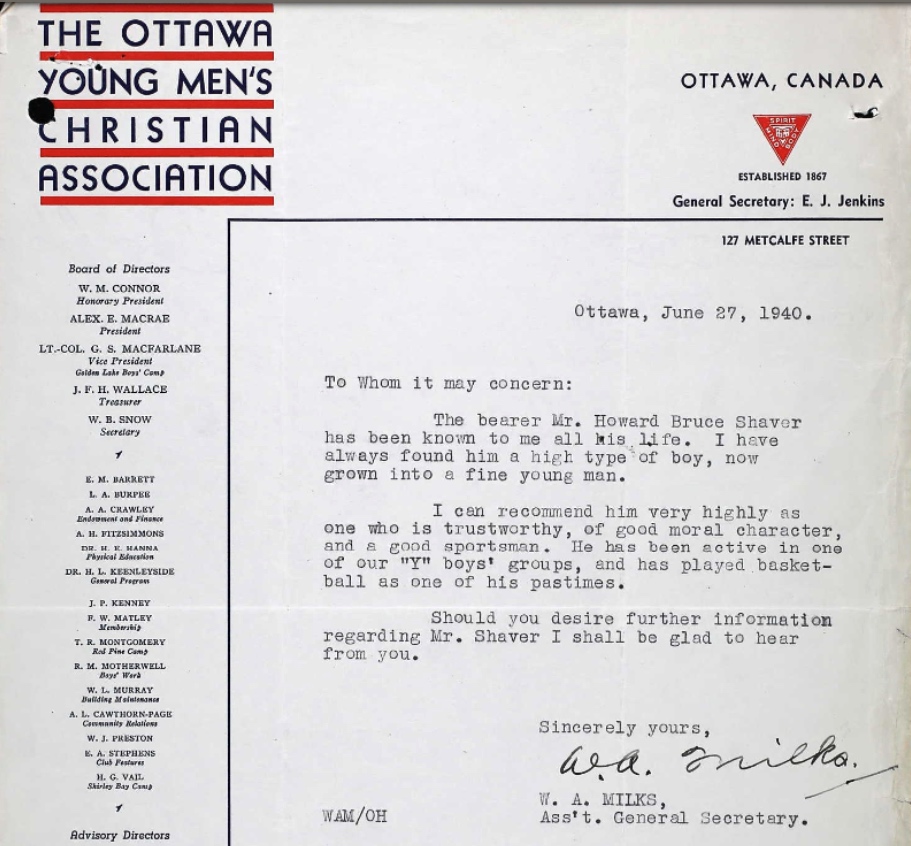 THE OTTAWA
YOUNG MEN'S
CHRISTIAN
ASSOCIATION
OTTAWA, CANADA
SPIRIT
MIND
BODY
ESTABLISHED 1867
General Secretary: E. J. Jenkins
127 METCALFE STREET
Board of Directors
W. M. CONNOR
Honorary President
ALEX. E. MACRAE
President
LT.-COL. G. S. MACFARLANE
Vice President
Golden Lake Boys' Camp
J. F. H. WALLACE
Treasurer
W. B. SNOW
Secretary
E. M. BARRETT
L. A. BURPEE
A. A. CRAWLEY
Endowment and Finance
A. H. FITZSIMMONS
DR. H. E. HANNA
Physical Education
DR. H. L. KEENLEYSIDE
General Program
J. P. KENNEY
F. W. MATLEY
Membership
T. R. MONTGOMERY
Red Pine Camp
R. M. MOTHERWELL
Boys' Work
W. L. MURRAY
Building Maintenance
A. L. CAWTHORN-PAGE
Community Relations
W. J. PRESTON
E. A. STEPHENS
Club Features
H. G. VAIL
Shirley Bay Camp
Advisory Directors
Ottawa, June 27, 1940.
To Whom it may concern:
The bearer Mr. Howard Bruce Shaver
has been known to me all his life. I have
always found him a high type of boy, now
grown into a fine young man.
I can recommend him very highly as
one who is trustworthy, of good moral character,
and a good sportsman. He has been active in one
of our "Y" boys' groups, and has played basket-
ball as one of his pastimes.
Should you desire further information
regarding Mr. Shaver I shall be glad to hear
from you.
Sincerely yours,
W.A. Milks.
W. A. MILKS,
Ass't. General Secretary.
WAM/OH